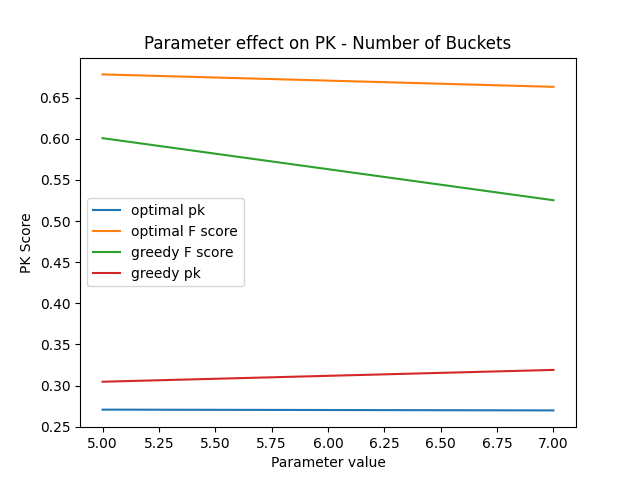 Parameter effect on PK - Number of Buckets
PK Score
0.65
0.60
0.55
0.50
0.45
0.40
0.35
0.30
0.25
optimal pk
optimal F score
greedy F score
greedy pk
5.00 5.25 5.50 5.75 6.00 6.25 6.50 6.75 7.00
Parameter value